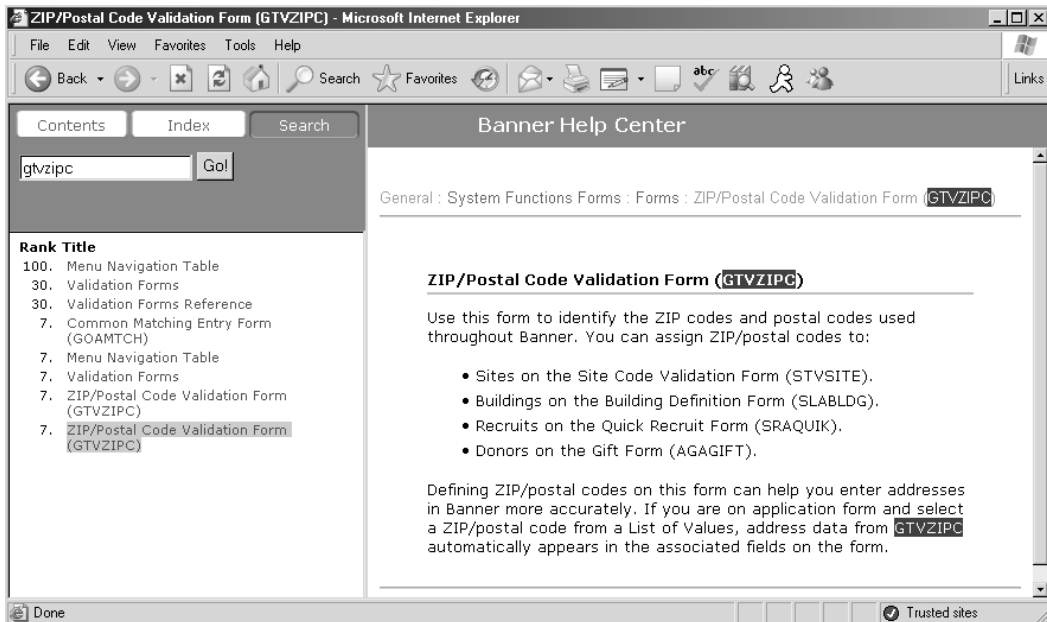 ZIP/Postal Code Validation Form (GTVZIPC) - Microsoft Internet Explorer
File Edit View Favorites Tools Help
Back Search Favorites abc Links
Contents Index Search
Banner Help Center
gtvzipc Go!
General : System Functions Forms : Forms : ZIP/Postal Code Validation Form (GTVZIPC)
Rank Title
100. Menu Navigation Table
30. Validation Forms
30. Validation Forms Reference
7. Common Matching Entry Form
(GOAMTCH)
7. Menu Navigation Table
7. Validation Forms
7. ZIP/Postal Code Validation Form
(GTVZIPC)
7. ZIP/Postal Code Validation Form
(GTVZIPC)
ZIP/Postal Code Validation Form (GTVZIPC)
Use this form to identify the ZIP codes and postal codes used
throughout Banner. You can assign ZIP/postal codes to:
• Sites on the Site Code Validation Form (STVSITE).
• Buildings on the Building Definition Form (SLABLDG).
• Recruits on the Quick Recruit Form (SRAQUIK).
• Donors on the Gift Form (AGAGIFT).
Defining ZIP/postal codes on this form can help you enter addresses
in Banner more accurately. If you are on application form and select
a ZIP/postal code from a List of Values, address data from GTVZIPC
automatically appears in the associated fields on the form.
Done Trusted sites